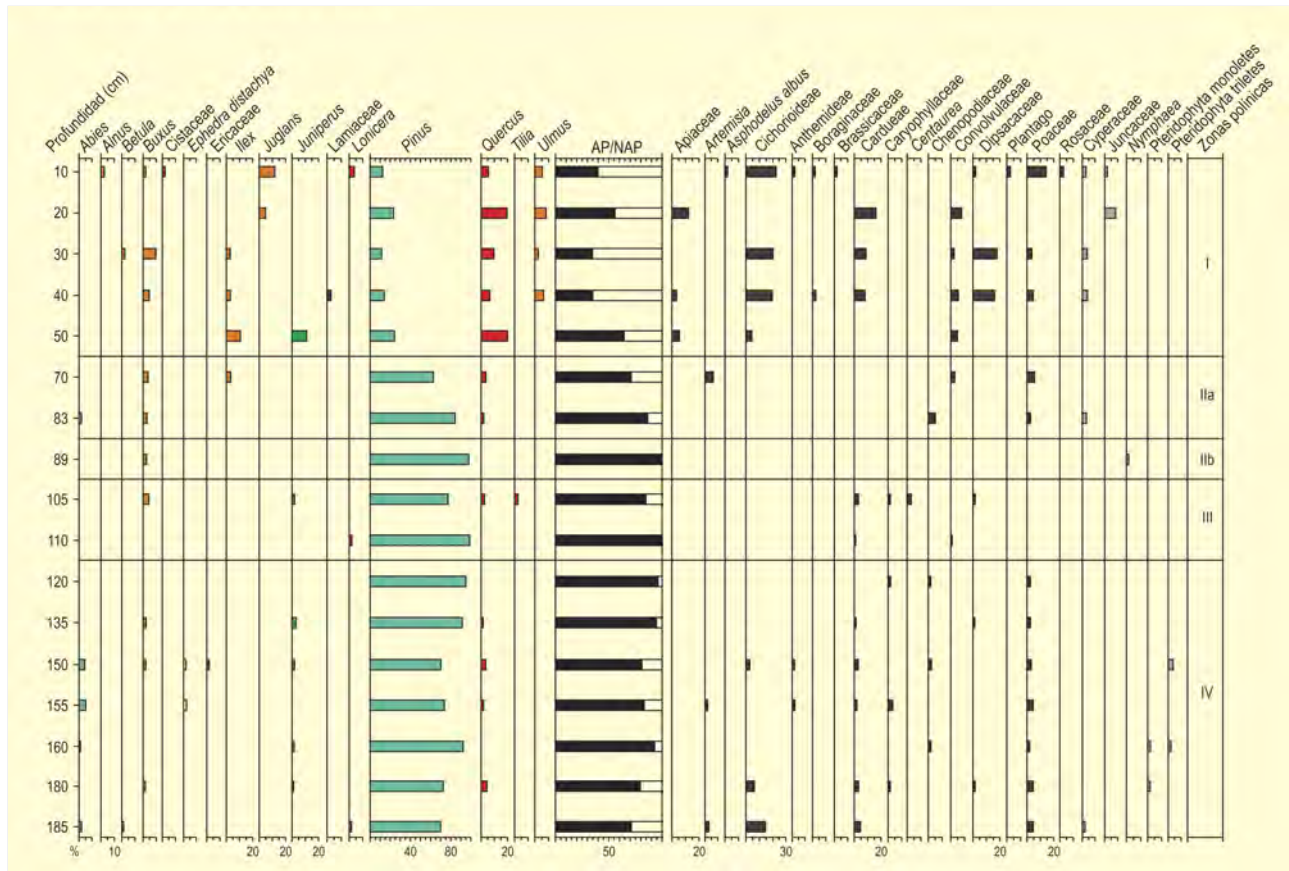 Profundidad (cm)
Abies
Alnus
Betula
Buxus
Cistaceae
Ephedra distachya
Ericaceae
Ilex
Juglans
Juniperus
Lamiaceae
Lonicera
Pinus
Quercus
Tilia
Ulmus
AP/NAP
Apiaceae
Artemisia
Asphodelus albus
Cichorioideae
Anthemideae
Boraginaceae
Brassicaceae
Cardueae
Caryophyilaceae
Centaurea
Chenopodiaceae
Convolvulaceae
Dipsacaceae
Plantago
Poaceae
Rosaceae
Cyperaceae
Juncaceae
Nymphaea
Pteridophyta monoletes
Pteridophyta triletes
Zonas polínicas
10
20
30
40
50
I
70
83
IIa
89
IIb
105
110
III
120
135
150
155
160
180
185
IV
% 10 20 20 20 40 80 20 50 20 30 20 20 20